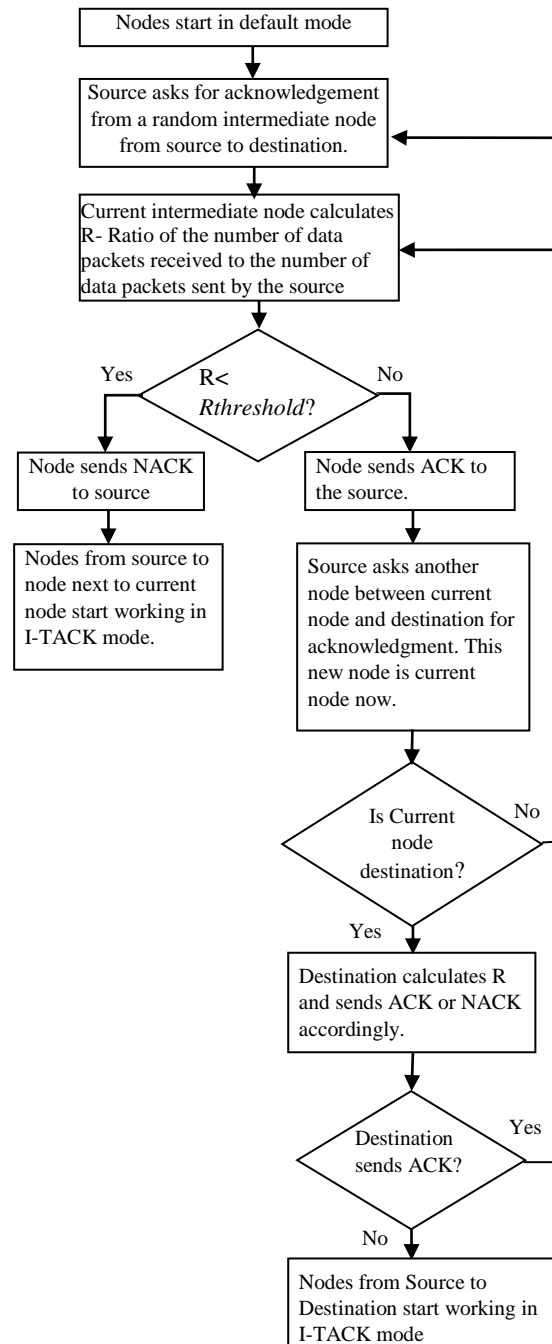 Nodes start in default mode
Source asks for acknowledgement
from a random intermediate node
from source to destination.
Current intermediate node calculates
R- Ratio of the number of data
packets received to the number of
data packets sent by the source
Yes
R<
Rthreshold?
No
Node sends NACK
to source
Node sends ACK to
the source.
Nodes from source to
node next to current
node start working in
I-TACK mode.
Source asks another
node between current
node and destination for
acknowledgment. This
new node is current
node now.
Is Current
node
destination?
No
Yes
Destination calculates R
and sends ACK or NACK
accordingly.
Destination
sends ACK?
Yes
No
Nodes from Source to
Destination start working in
I-TACK mode